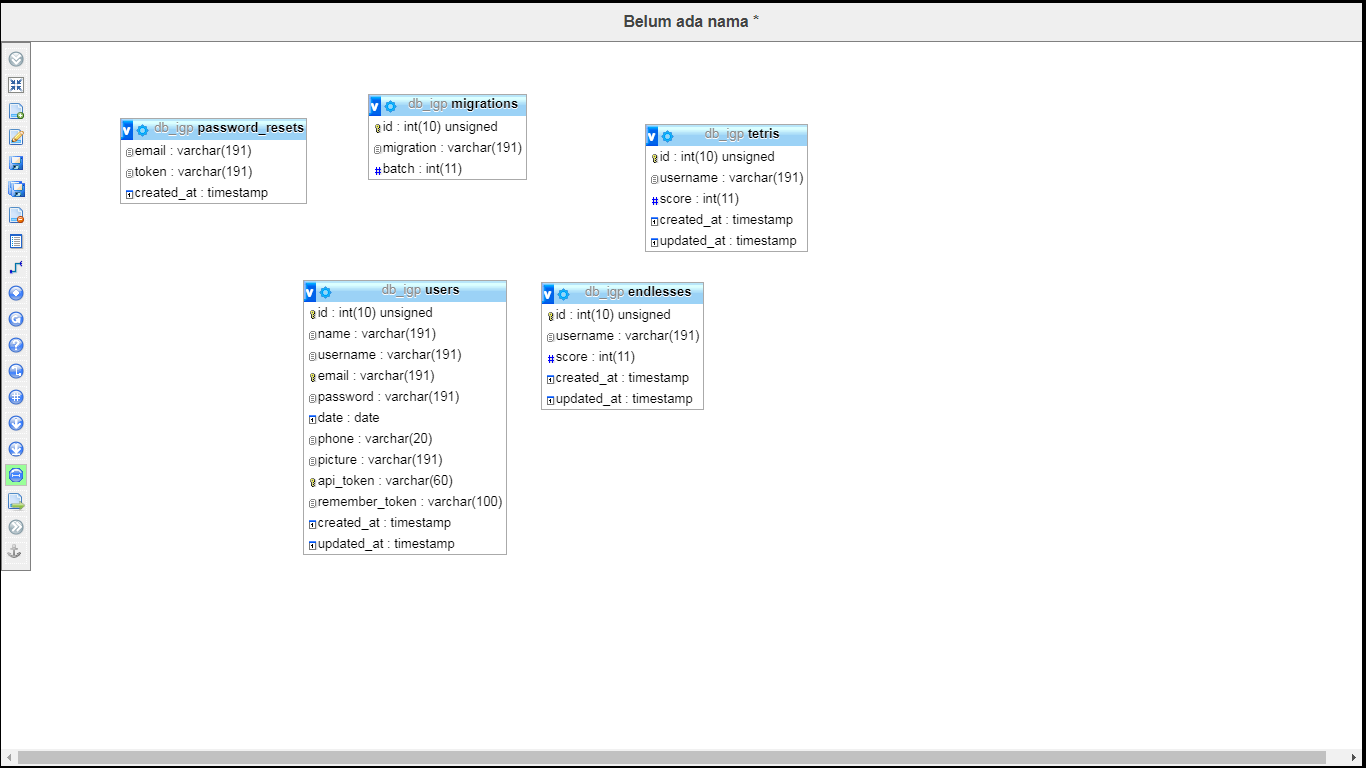 Belum ada nama *
db_igp password_resets
email : varchar(191)
token : varchar(191)
created_at : timestamp
db_igp migrations
id : int(10) unsigned
migration : varchar(191)
# batch : int(11)
db_igp tetris
id : int(10) unsigned
username : varchar(191)
# score : int(11)
created_at : timestamp
updated_at : timestamp
db_igp users
id : int(10) unsigned
name : varchar(191)
username : varchar(191)
email : varchar(191)
password : varchar(191)
date : date
phone : varchar(20)
picture : varchar(191)
api_token : varchar(60)
remember_token : varchar(100)
created_at : timestamp
updated_at : timestamp
db_igp endlesses
id : int(10) unsigned
username : varchar(191)
# score : int(11)
created_at : timestamp
updated_at : timestamp